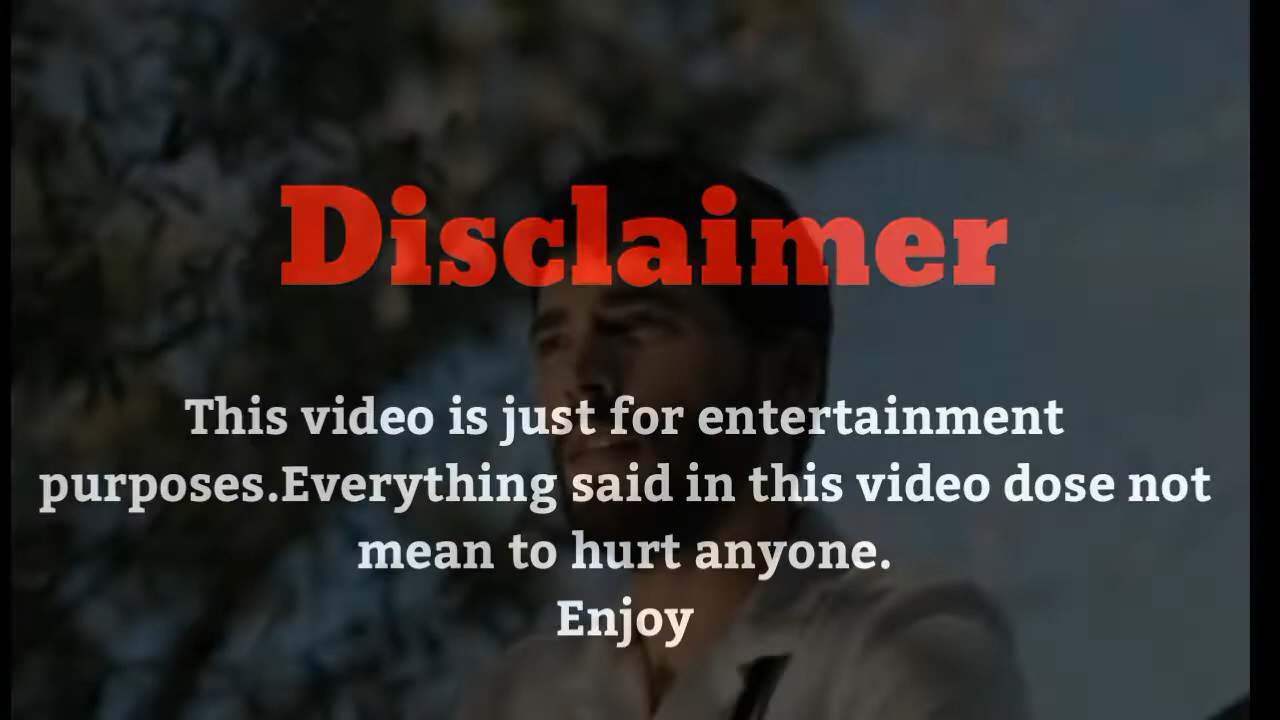 Disclaimer
This video is just for entertainment
purposes.Everything said in this video dose not
mean to hurt anyone.
Enjoy